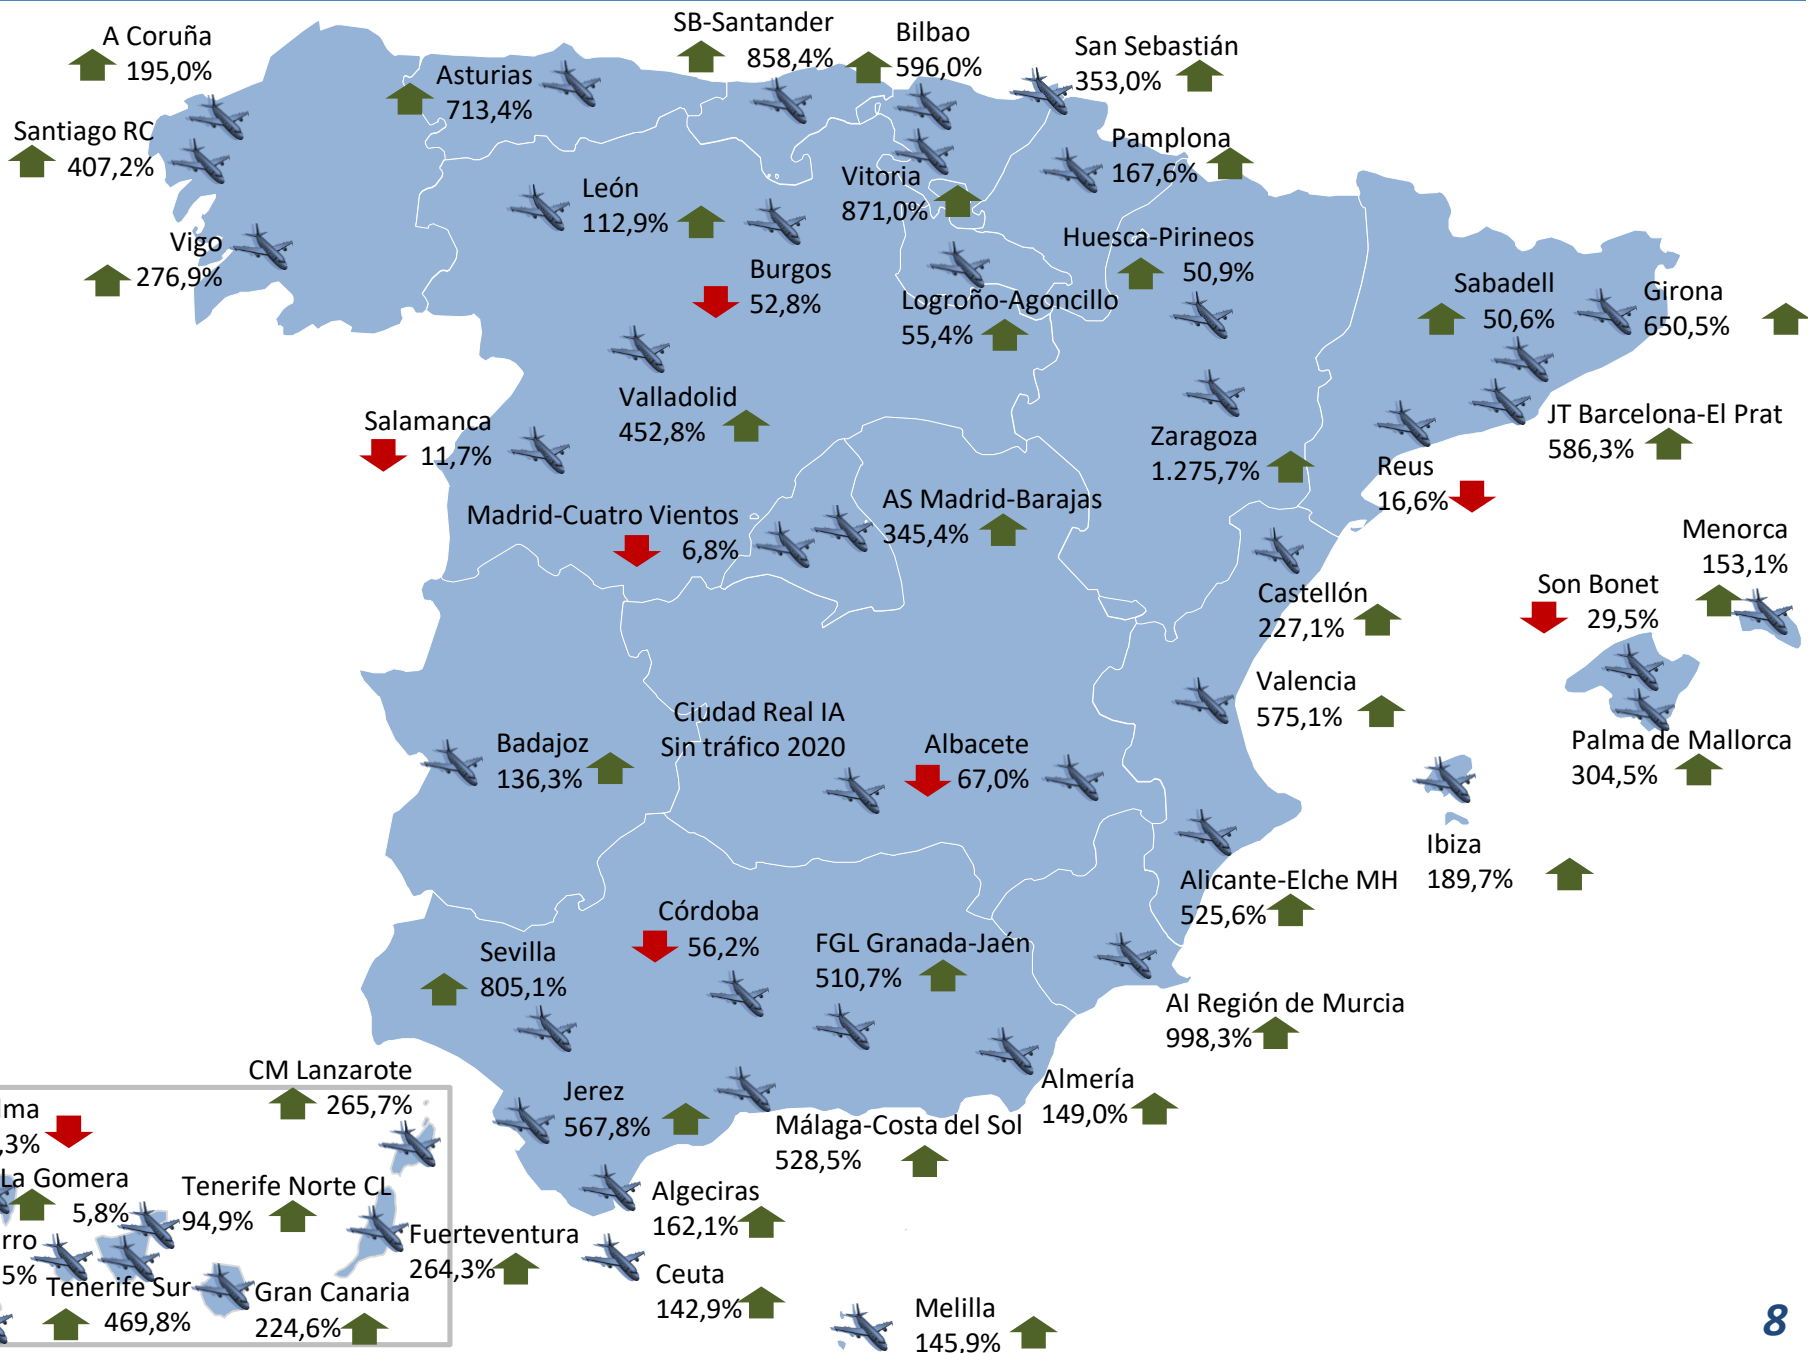 A Coruña
195,0%
SB-Santander
858,4%
Bilbao
596,0%
San Sebastián
353,0%
Asturias
713,4%
Santiago RC
407,2%
Pamplona
167,6%
León
112,9%
Vitoria
871,0%
Vigo
276,9%
Huesca-Pirineos
50,9%
Burgos
52,8%
Logroño-Agoncillo
55,4%
Sabadell
50,6%
Girona
650,5%
Valladolid
452,8%
Salamanca
11,7%
Zaragoza
1.275,7%
JT Barcelona-El Prat
586,3%
Reus
16,6%
Madrid-Cuatro Vientos
6,8%
AS Madrid-Barajas
345,4%
Menorca
153,1%
Son Bonet
29,5%
Castellón
227,1%
Valencia
575,1%
Ciudad Real IA
Sin tráfico 2020
Badajoz
136,3%
Albacete
67,0%
Palma de Mallorca
304,5%
Ibiza
189,7%
Alicante-Elche MH
525,6%
Córdoba
56,2%
Sevilla
805,1%
FGL Granada-Jaén
510,7%
AI Región de Murcia
998,3%
CM Lanzarote
265,7%
Jerez
567,8%
Almería
149,0%
Málaga-Costa del Sol
528,5%
lma
,3%
La Gomera
5,8%
Tenerife Norte CL
94,9%
Algeciras
162,1%
rro
5%
Fuerteventura
264,3%
Tenerife Sur
469,8%
Gran Canaria
224,6%
Ceuta
142,9%
Melilla
145,9%
8